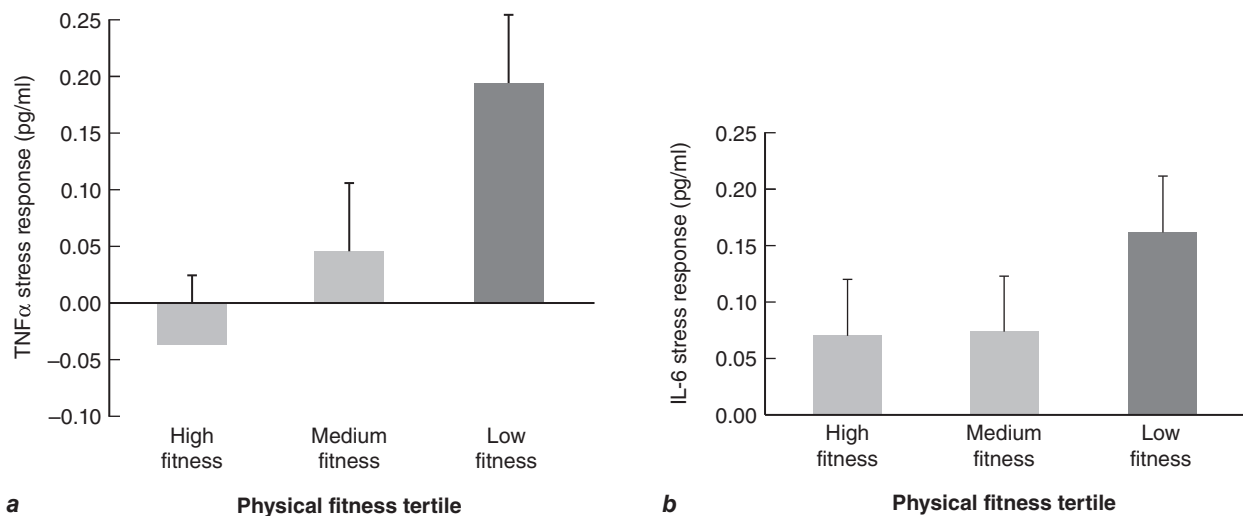 TNFα stress response (pg/ml)
0.25
0.20
0.15
0.10
0.05
0.00
–0.05
–0.10
High
fitness
Medium
fitness
Low
fitness
a
Physical fitness tertile
IL-6 stress response (pg/ml)
0.25
0.20
0.15
0.10
0.05
0.00
High
fitness
Medium
fitness
Low
fitness
b
Physical fitness tertile